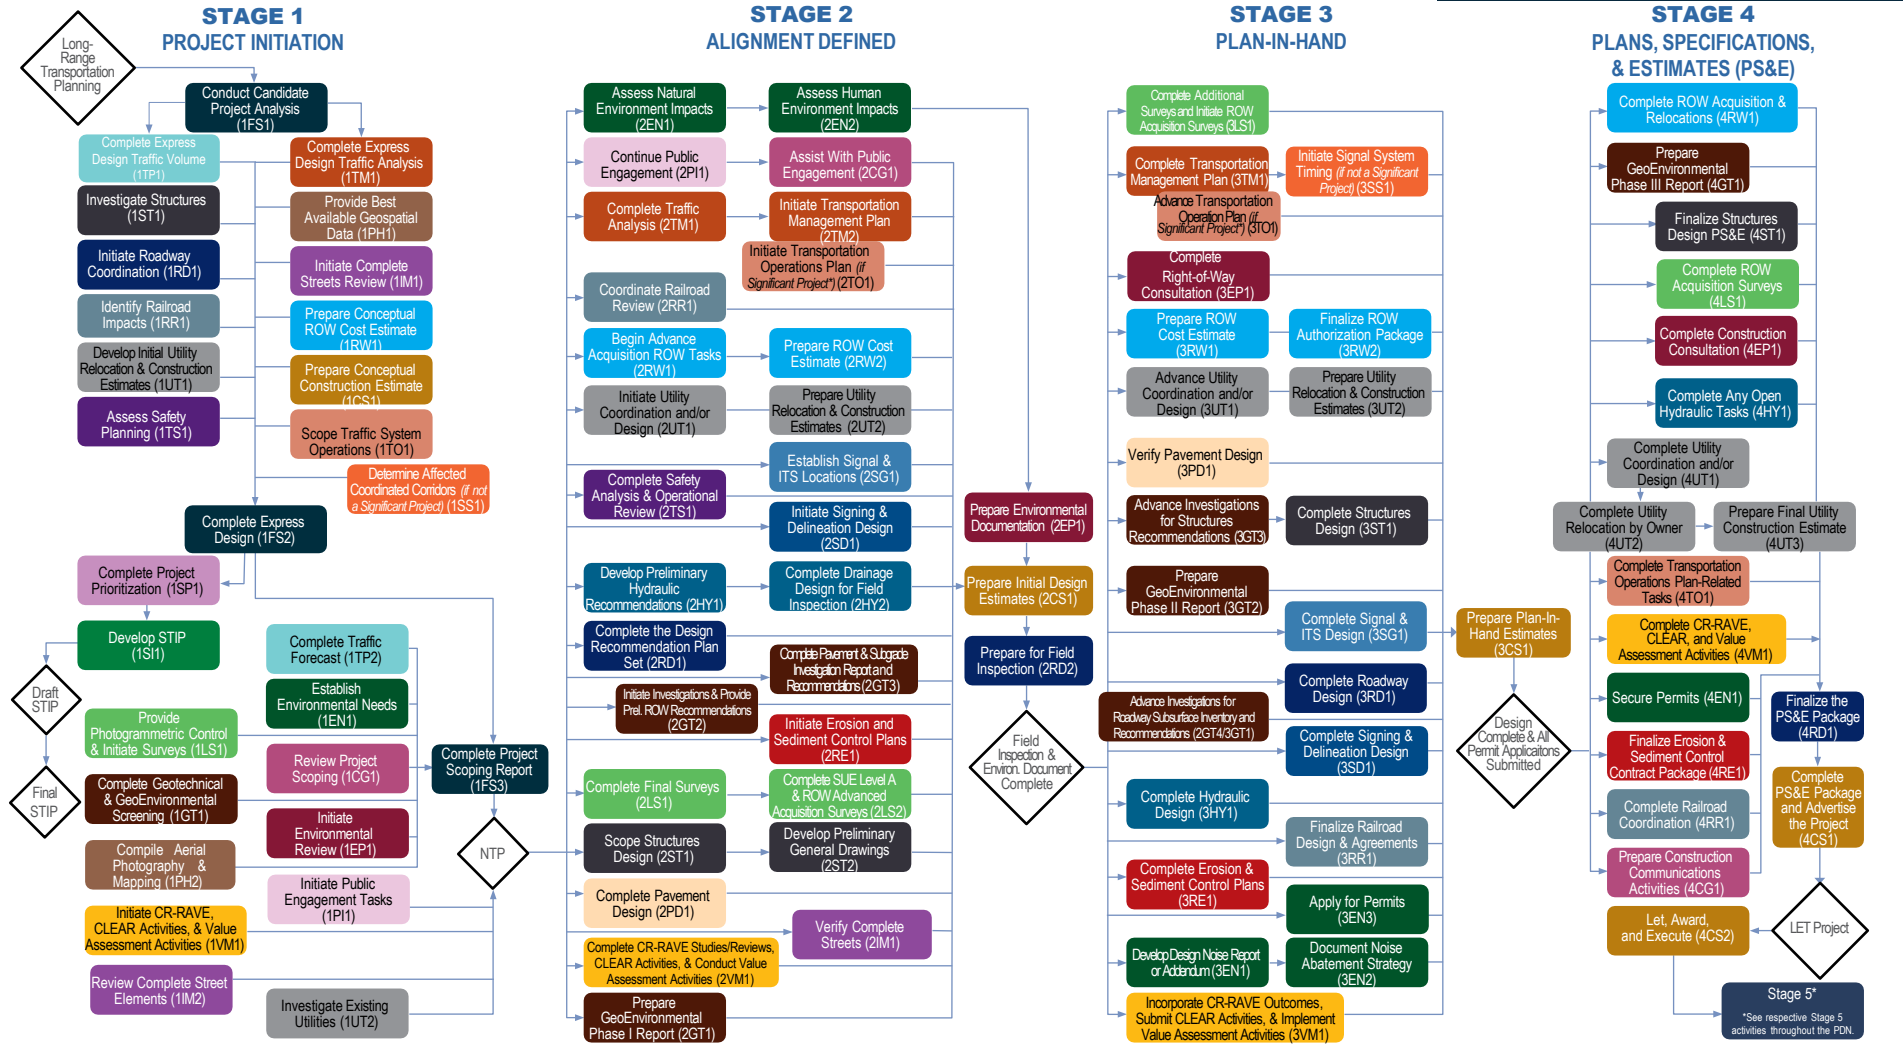 STAGE 1
PROJECT INITIATION
Long-
Range
Transportation
Planning
Conduct Candidate
Project Analysis
(1FS1)
Complete Express
Design Traffic Volume
(1TP1)
Complete Express
Design Traffic Analysis
(1TM1)
Investigate Structures
(1ST1)
Provide Best
Available Geospatial
Data (1PH1)
Initiate Roadway
Coordination (1RD1)
Initiate Complete
Streets Review (1IM1)
Identify Railroad
Impacts (1RR1)
Prepare Conceptual
ROW Cost Estimate
(1RW1)
Develop Initial Utility
Relocation & Construction
Estimates (1UT1)
Prepare Conceptual
Construction Estimate
(1CS1)
Assess Safety
Planning (1TS1)
Scope Traffic System
Operations (1TO1)
Determine Affected
Coordinated Corridors (if not
a Significant Project) (1SS1)
Complete Express
Design (1FS2)
Complete Project
Prioritization (1SP1)
Develop STIP
(1SI1)
Draft
STIP
Final
STIP
Complete Traffic
Forecast (1TP2)
Establish
Environmental Needs
(1EN1)
Provide
Photogrammetric Control
& Initiate Surveys (1LS1)
Review Project
Scoping (1CG1)
Complete Project
Scoping Report
(1FS3)
Complete Geotechnical
& GeoEnvironmental
Screening (1GT1)
Initiate
Environmental
Review (1EP1)
Compile Aerial
Photography &
Mapping (1PH2)
NTP
Initiate Public
Engagement Tasks
(1PI1)
Initiate CR-RAVE,
CLEAR Activities, & Value
Assessment Activities (1VM1)
Review Complete Street
Elements (1IM2)
Investigate Existing
Utilities (1UT2)
STAGE 2
ALIGNMENT DEFINED
Assess Natural
Environment Impacts
(2EN1)
Assess Human
Environment Impacts
(2EN2)
Continue Public
Engagement (2PI1)
Assist With Public
Engagement (2CG1)
Complete Traffic
Analysis (2TM1)
Initiate Transportation
Management Plan
(2TM2)
Initiate Transportation
Operations Plan (if
Significant Project*) (2TO1)
Coordinate Railroad
Review (2RR1)
Begin Advance
Acquisition ROW Tasks
(2RW1)
Prepare ROW Cost
Estimate (2RW2)
Initiate Utility
Coordination and/or
Design (2UT1)
Prepare Utility
Relocation & Construction
Estimates (2UT2)
Establish Signal &
ITS Locations (2SG1)
Complete Safety
Analysis & Operational
Review (2TS1)
Initiate Signing &
Delineation Design
(2SD1)
Develop Preliminary
Hydraulic
Recommendations (2HY1)
Complete Drainage
Design for Field
Inspection (2HY2)
Complete the Design
Recommendation Plan
Set (2RD1)
Complete Pavement & Subgrade
Investigation Report and
Recommendations (2GT3)
Initiate Investigations & Provide
Prel. ROW Recommendations
(2GT2)
Initiate Erosion and
Sediment Control Plans
(2RE1)
Complete Final Surveys
(2LS1)
Complete SUE Level A
& ROW Advanced
Acquisition Surveys (2LS2)
Scope Structures
Design (2ST1)
Develop Preliminary
General Drawings
(2ST2)
Complete Pavement
Design (2PD1)
Verify Complete
Streets (2IM1)
Complete CR-RAVE Studies/Reviews,
CLEAR Activities, & Conduct Value
Assessment Activities (2VM1)
Prepare
GeoEnvironmental
Phase I Report (2GT1)
Prepare Environmental
Documentation (2EP1)
Prepare Initial Design
Estimates (2CS1)
Prepare for Field
Inspection (2RD2)
Field
Inspection &
Environ. Document
Complete
STAGE 3
PLAN-IN-HAND
Complete Additional
Surveys and Initiate ROW
Acquisition Surveys (3LS1)
Complete Transportation
Management Plan (3TM1)
Initiate Signal System
Timing (if not a Significant
Project) (3SS1)
Advance Transportation
Operation Plan (if
Significant Project*) (3TO1)
Complete
Right-of-Way
Consultation (3EP1)
Prepare ROW
Cost Estimate
(3RW1)
Finalize ROW
Authorization Package
(3RW2)
Advance Utility
Coordination and/or
Design (3UT1)
Prepare Utility
Relocation & Construction
Estimates (3UT2)
Verify Pavement Design
(3PD1)
Advance Investigations
for Structures
Recommendations (3GT3)
Complete Structures
Design (3ST1)
Prepare
GeoEnvironmental
Phase II Report (3GT2)
Complete Signal &
ITS Design (3SG1)
Complete Roadway
Design (3RD1)
Advance Investigations for
Roadway Subsurface Inventory and
Recommendations (2GT4/3GT1)
Complete Signing &
Delineation Design
(3SD1)
Complete Hydraulic
Design (3HY1)
Finalize Railroad
Design & Agreements
(3RR1)
Complete Erosion &
Sediment Control Plans
(3RE1)
Apply for Permits
(3EN3)
Develop Design Noise Report
or Addendum (3EN1)
Document Noise
Abatement Strategy
(3EN2)
Incorporate CR-RAVE Outcomes,
Submit CLEAR Activities, & Implement
Value Assessment Activities (3VM1)
Prepare Plan-In-
Hand Estimates
(3CS1)
Design
Complete & All
Permit Applicaitons
Submitted
STAGE 4
PLANS, SPECIFICATIONS,
& ESTIMATES (PS&E)
Complete ROW Acquisition &
Relocations (4RW1)
Prepare
GeoEnvironmental
Phase III Report (4GT1)
Finalize Structures
Design PS&E (4ST1)
Complete ROW
Acquisition Surveys
(4LS1)
Complete Construction
Consultation (4EP1)
Complete Any Open
Hydraulic Tasks (4HY1)
Complete Utility
Coordination and/or
Design (4UT1)
Complete Utility
Relocation by Owner
(4UT2)
Prepare Final Utility
Construction Estimate
(4UT3)
Complete Transportation
Operations Plan-Related
Tasks (4TO1)
Complete CR-RAVE,
CLEAR, and Value
Assessment Activities (4VM1)
Secure Permits (4EN1)
Finalize the
PS&E Package
(4RD1)
Finalize Erosion &
Sediment Control
Contract Package (4RE1)
Complete
PS&E Package
and Advertise
the Project
(4CS1)
Complete Railroad
Coordination (4RR1)
Prepare Construction
Communications
Activities (4CG1)
Let, Award,
and Execute (4CS2)
LET Project
Stage 5*
*See respective Stage 5
activities throughout the PDN.